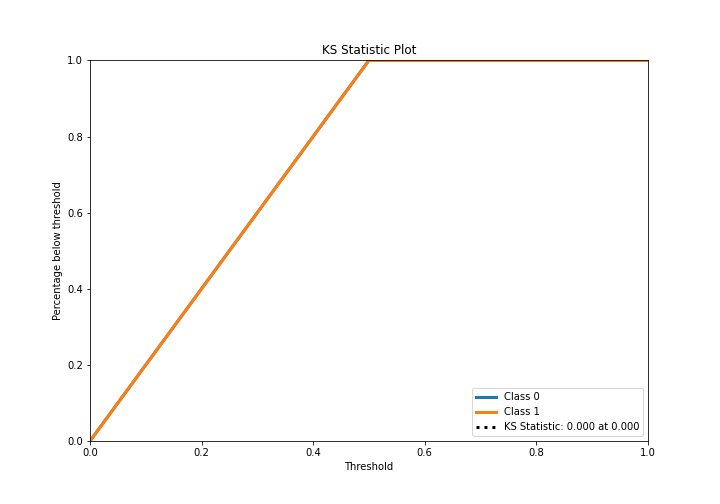 KS Statistic Plot
1.0
0.8
0.6
0.4
0.2
0.0
Percentage below threshold
Class 0
Class 1
KS Statistic: 0.000 at 0.000
0.0 0.2 0.4 0.6 0.8 1.0
Threshold